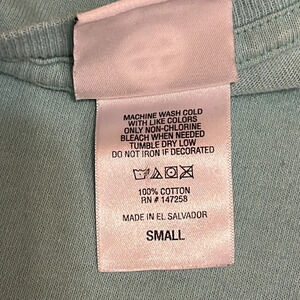 MACHINE WASH COLD
WITH LIKE COLORS
ONLY NON-CHLORINE
BLEACH WHEN NEEDED
TUMBLE DRY LOW
DO NOT IRON IF DECORATED
100% COTTON
RN # 147258
MADE IN EL SALVADOR
SMALL